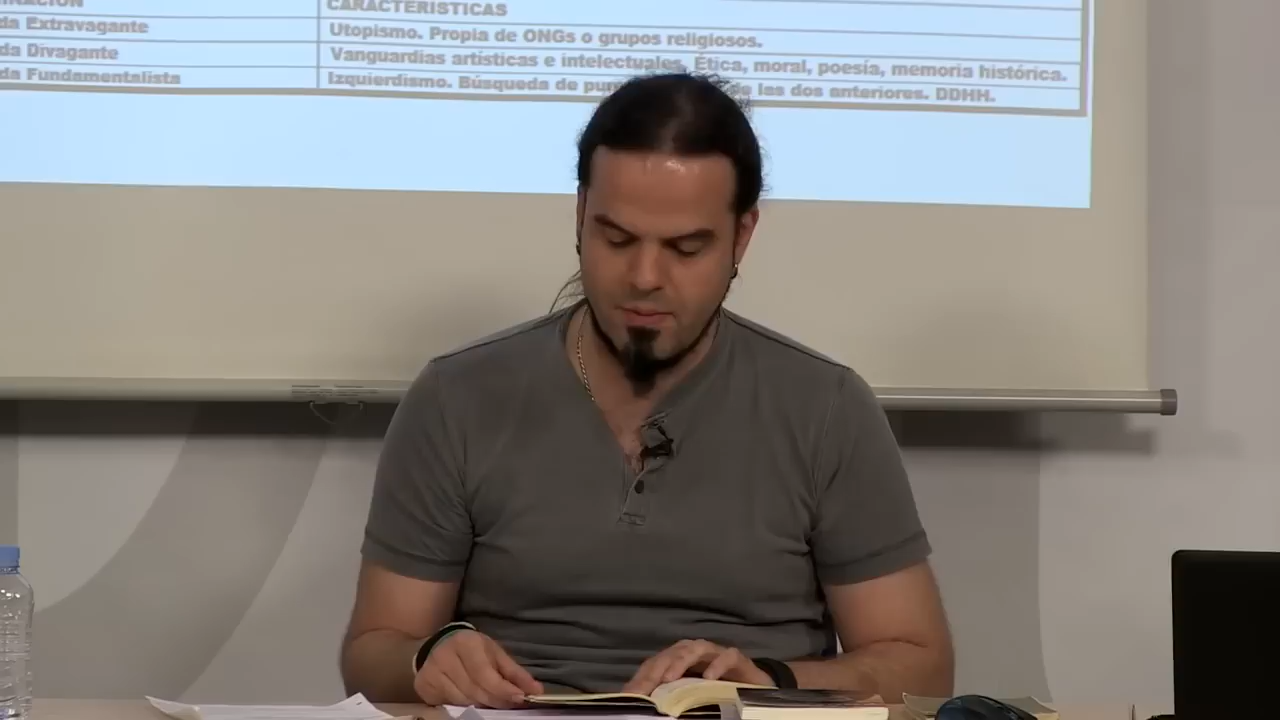 CARACTERISTICAS
da Extravagante
Utopismo. Propia de ONGs o grupos religiosos.
da Divagante
Vanguardias artísticas e intelectuales. Ética, moral, poesía, memoria histórica.
da Fundamentalista
Izquierdismo. Búsqueda de de las dos anteriores. DDHH.